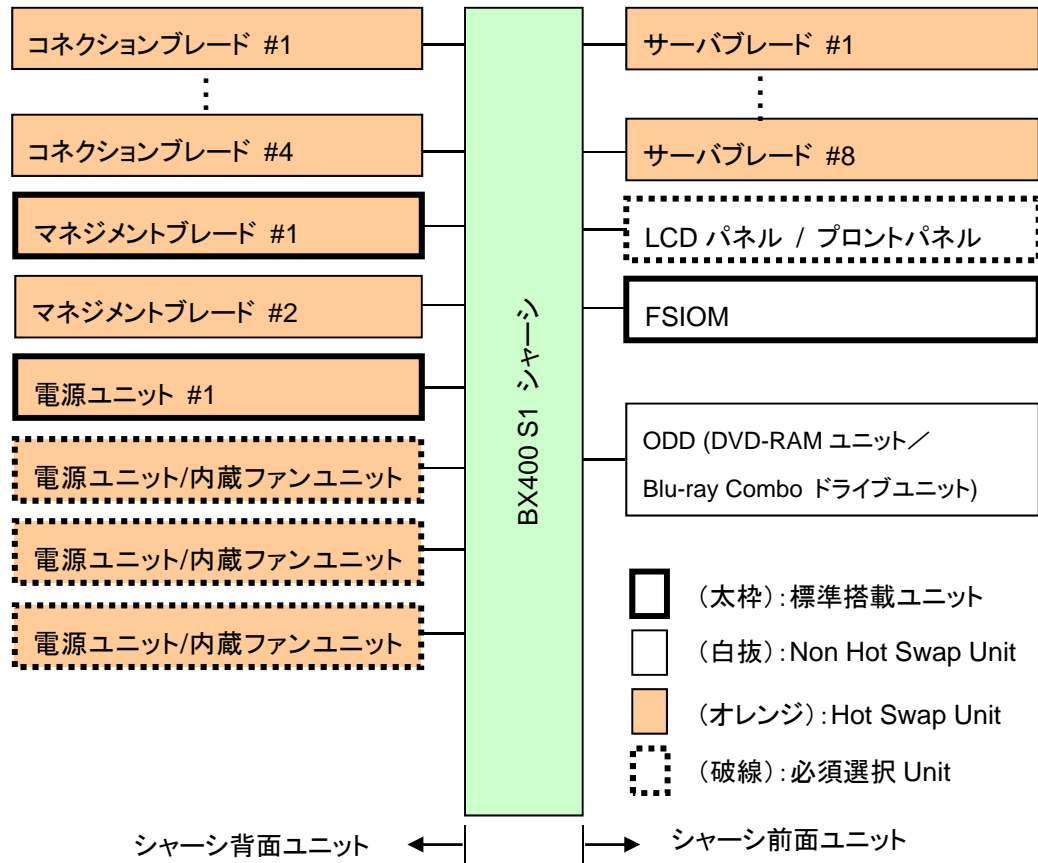 コネクションブレード #1
コネクションブレード #4
マネジメントブレード #1
マネジメントブレード #2
電源ユニット #1
電源ユニット/内蔵ファンユニット
電源ユニット/内蔵ファンユニット
電源ユニット/内蔵ファンユニット
BX400 S1 シャーシ
サーバブレード #1
サーバブレード #8
LCD パネル / プロントパネル
FSIOM
ODD (DVD-RAM ユニット／
Blu-ray Combo ドライブユニット)
（太枠）：標準搭載ユニット
（白抜）：Non Hot Swap Unit
（オレンジ）：Hot Swap Unit
（破線）：必須選択 Unit
シャーシ背面ユニット
シャーシ前面ユニット